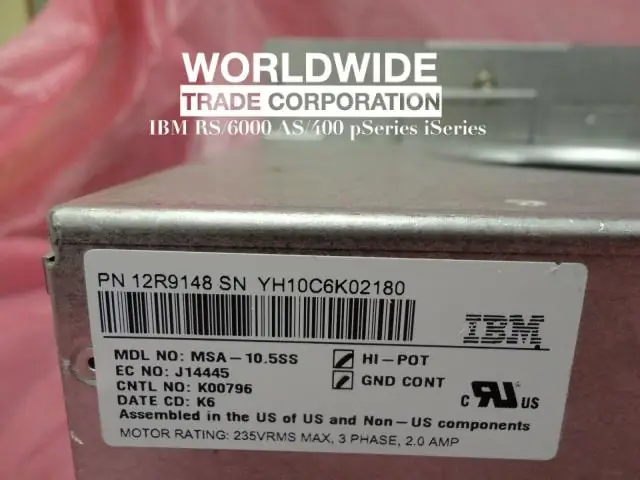 WORLDWIDE
TRADE CORPORATION
IBM RS/6000 AS/400 pSeries iSeries
PN 12R9148 SN YH10C6K02180
IBM
MDL NO: MSA-10.5SS
HI-POT
EC NO: J14445
GND CONT
CNTL NO: K00796
DATE CD: K6
C US
Assembled in the US of US and Non-US components
MOTOR RATING: 235VRMS MAX, 3 PHASE, 2.0 AMP